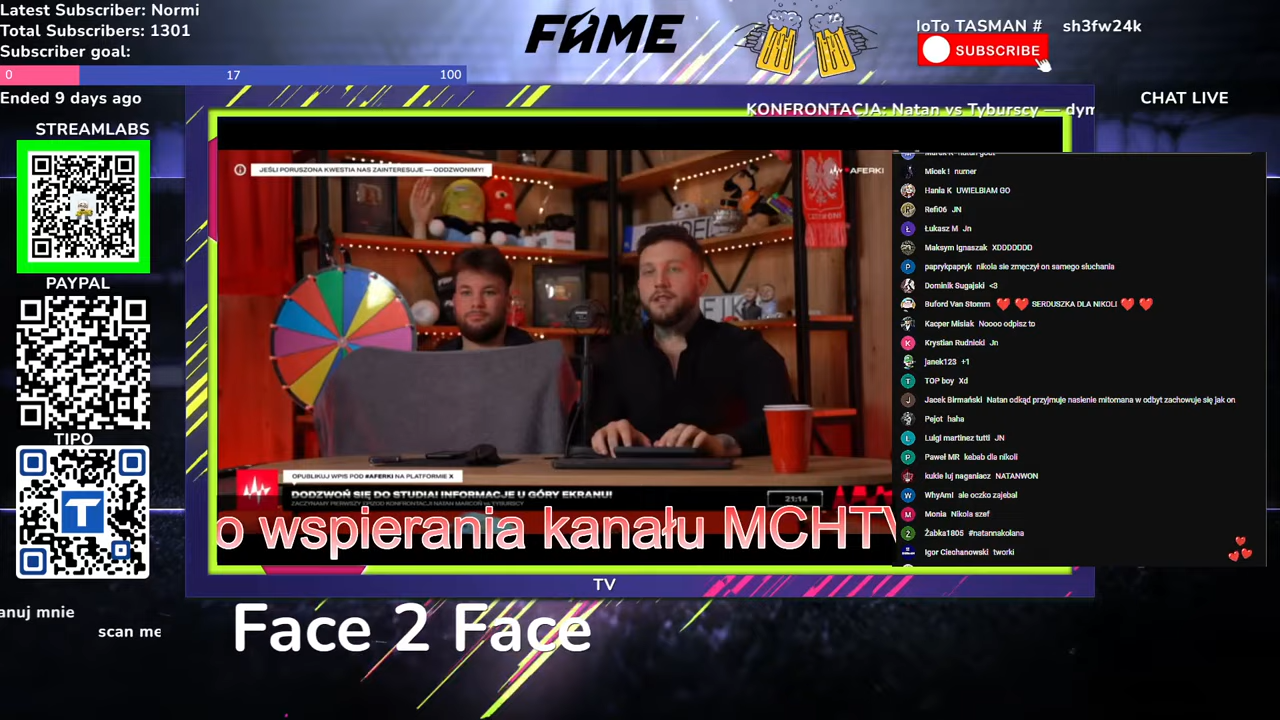 Latest Subscriber: Normi
Total Subscribers: 1301
Subscriber goal:
0 17 100
Ended 9 days ago
STREAMLABS
PAYPAL
TIPO
T
anuj mnie
scan me
FAME
loTo TASMAN # sh3fw24k
SUBSCRIBE
CHAT LIVE
KONFRONTACJA: Natan vs Tyburscy — dym
JEŚLI PORUSZONA KWESTIA NAS ZAINTERESUJE — ODDZWONIMY!
AFERKI
OPUBLIKUJ WPIS POD #AFERKI NA PLATFORMIE X
DODZWOŃ SIĘ DO STUDIA! INFORMACJE U GÓRY EKRANU!
21:14
o wspierania kanału MCHTV
TV
Face 2 Face
Micek ! numer
Hania K UWIELBIAM GO
Refi06 JN
Łukasz M Jn
Maksym Ignaszak XDDDDDDD
paprykpapryk nikola sie zmęczył on samego słuchania
Dominik Sugajski <3
Buford Van Stomm ❤️ ❤️ SERDUSZKA DLA NIKOLI ❤️ ❤️
Kacper Misiak Noooo odpisz to
Krystian Rudnicki Jn
janek123 +1
TOP boy Xd
Jacek Birmański Natan odkąd przyjmuje nasienie mitomana w odbyt zachowuje się jak on
Pejot haha
Luigi martinez tutti JN
Paweł MR kebab dla nikoli
kukle luj naganiacz NATANWON
WhyAmI ale oczko zajebal
Monia Nikola szef
Żabka1805 #natannakolana
Igor Ciechanowski tworki